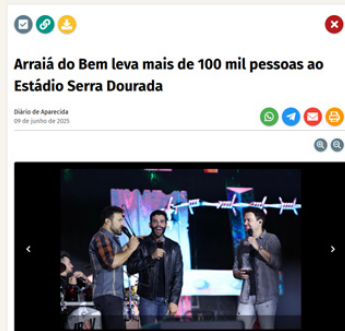 Arraiá do Bem leva mais de 100 mil pessoas ao
Estádio Serra Dourada
Diário de Aparecida
09 de junho de 2025